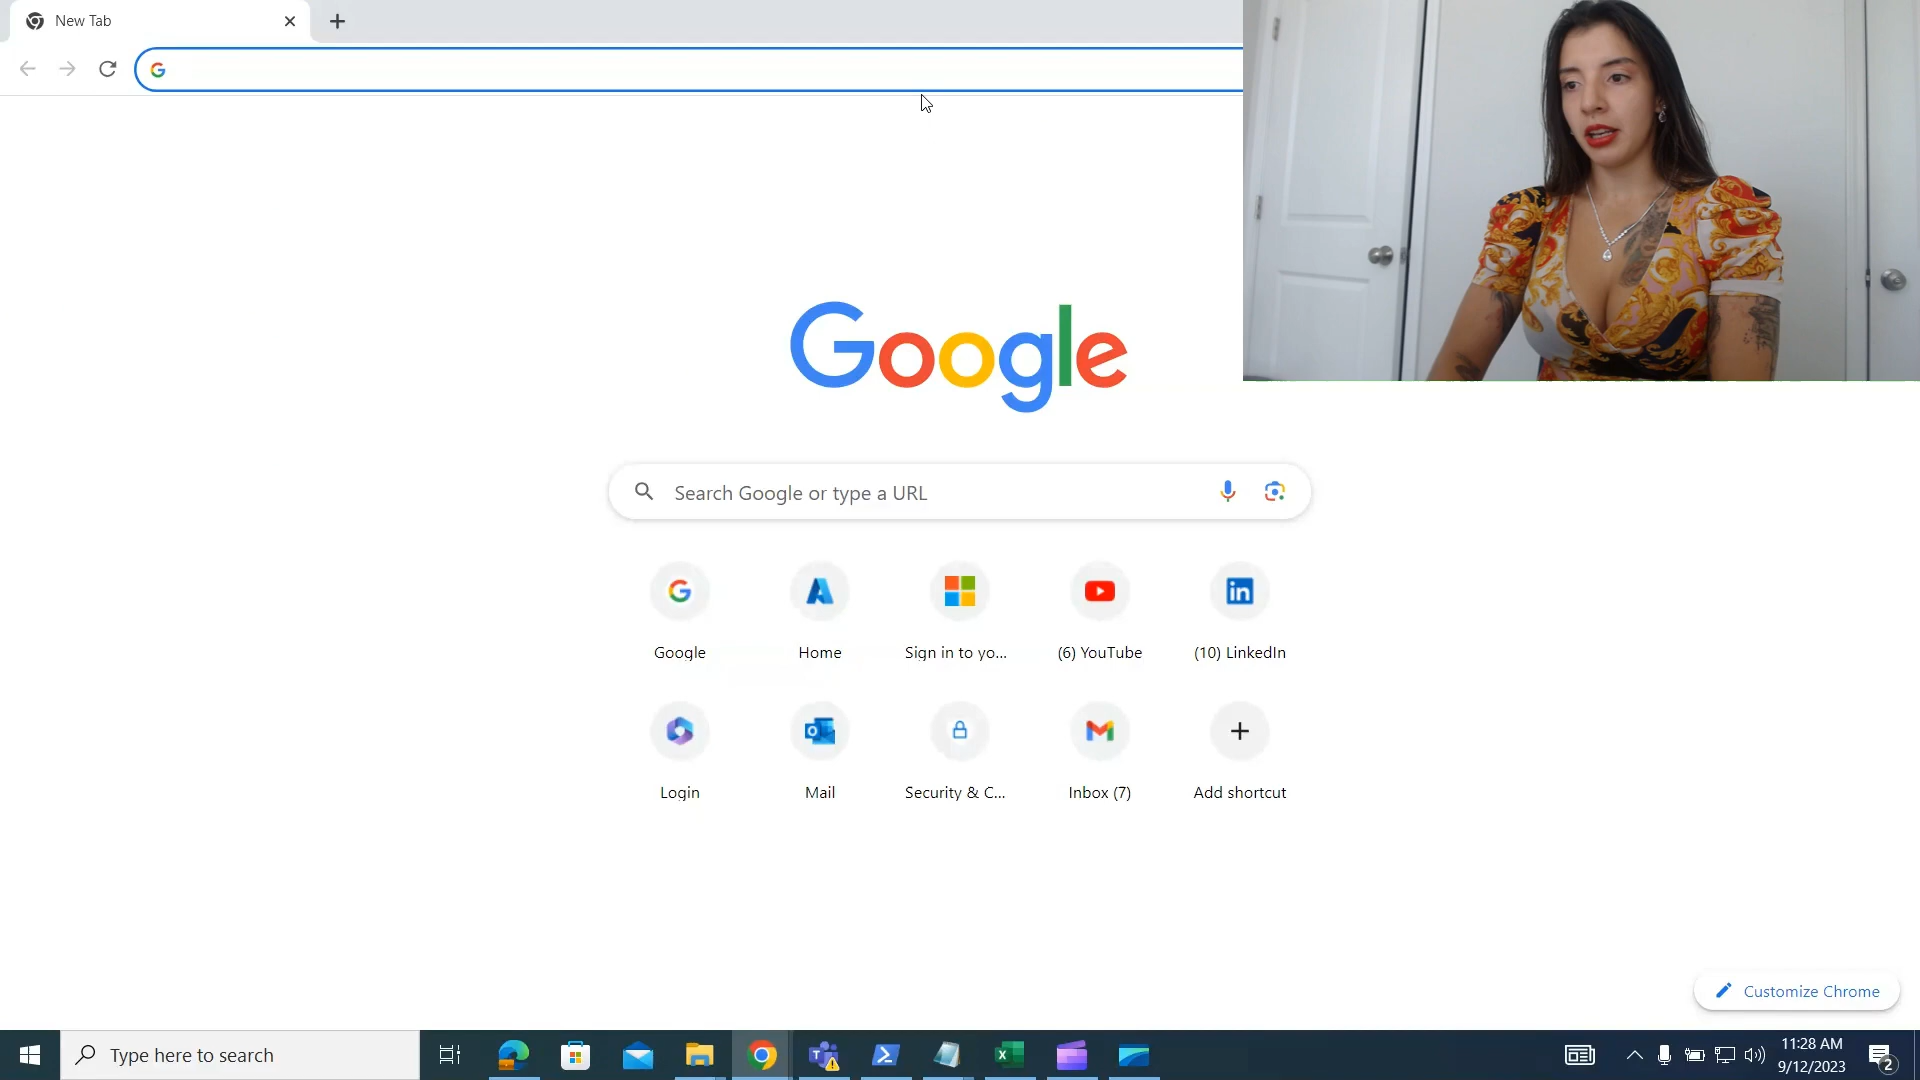 New Tab
Google
Search Google or type a URL
Google
Home
Sign in to yo...
(6) YouTube
(10) LinkedIn
Login
Mail
Security & C...
Inbox (7)
Add shortcut
Customize Chrome
Type here to search
11:28 AM
9/12/2023
2